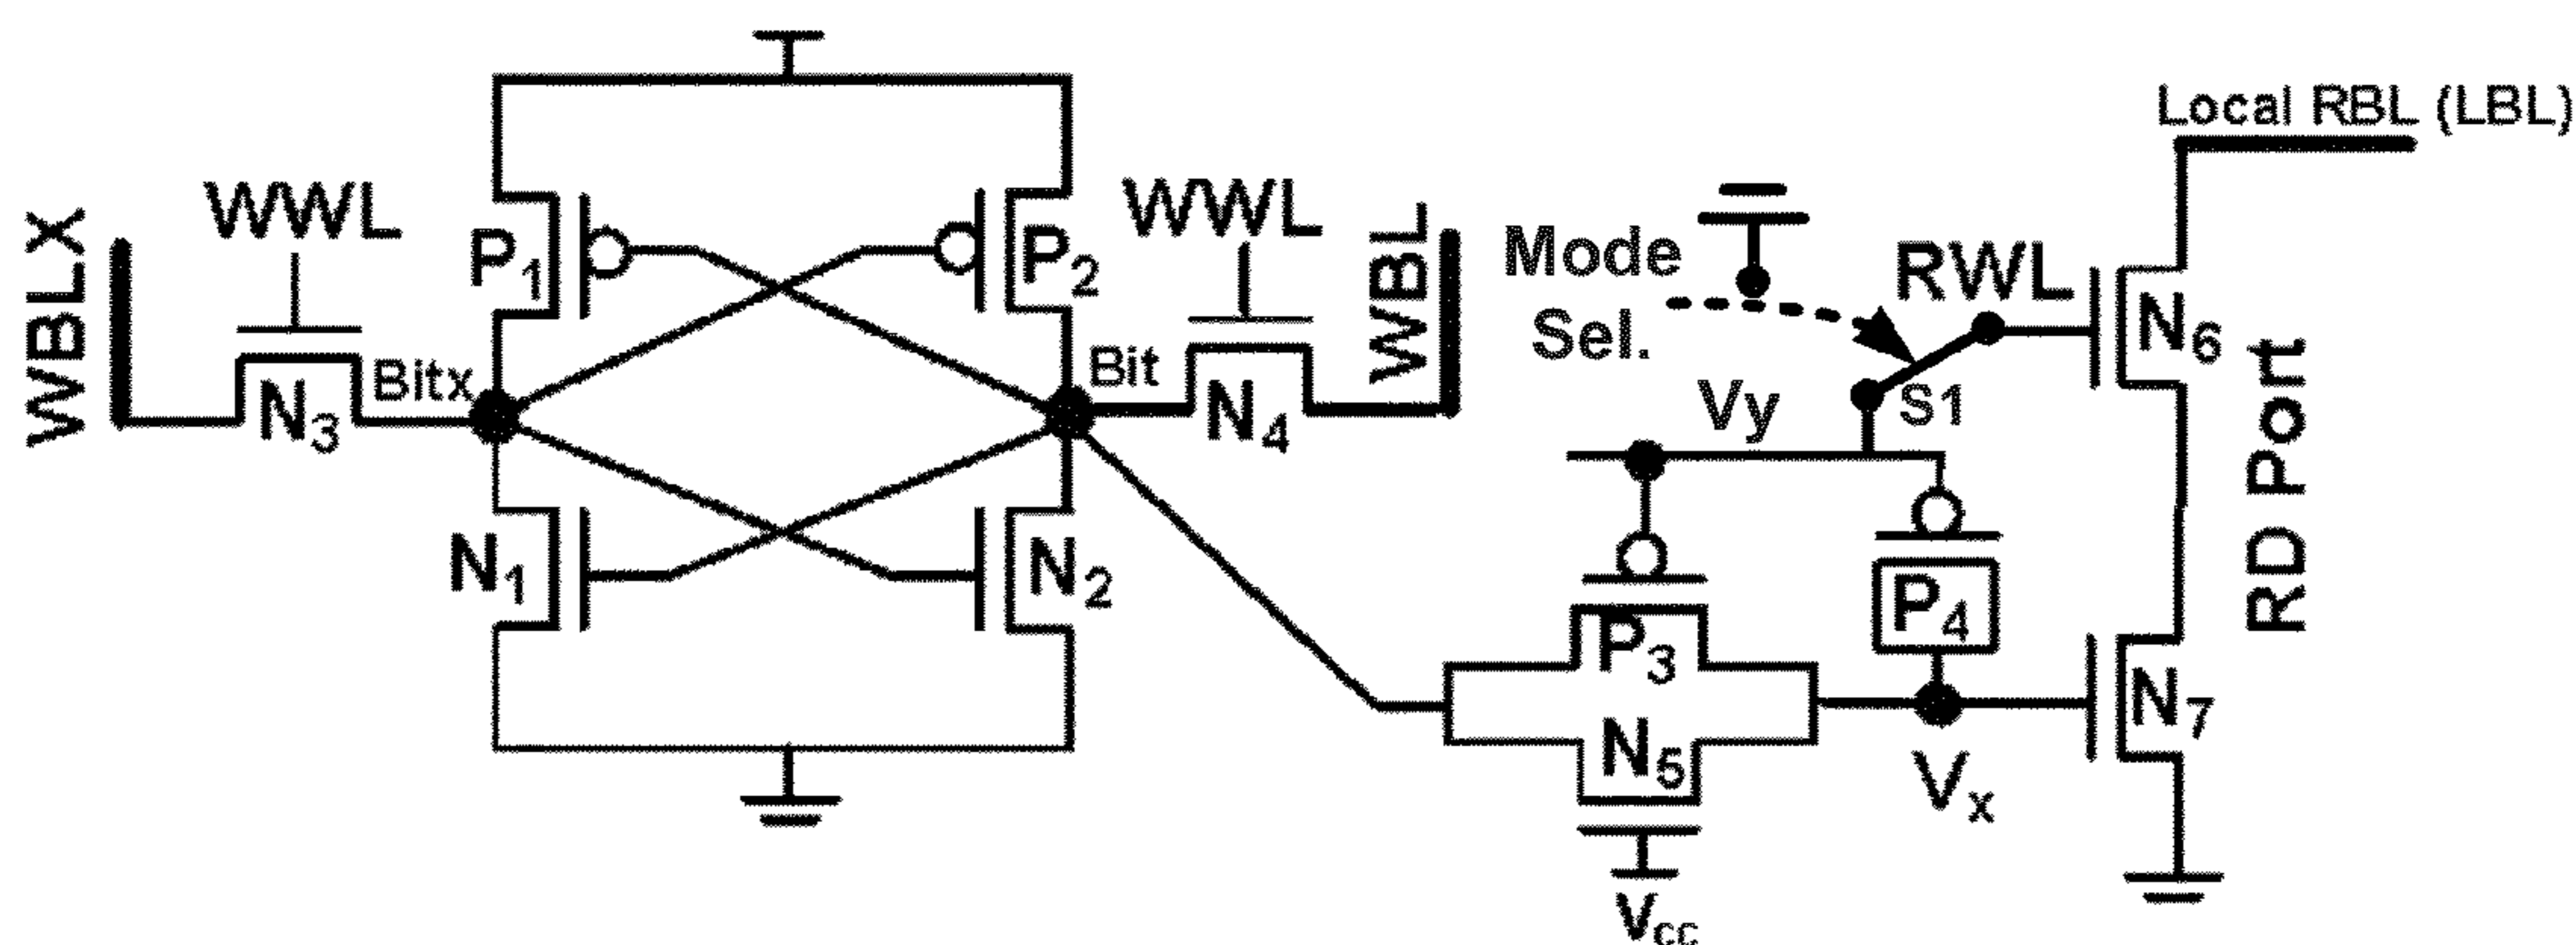 Local RBL (LBL)
WBLX
WWL
P1
P2
WWL
WBL
Mode
Sel.
RWL
N6
Bitx
N3
Bit
N4
Vy
S1
RD Port
N1
N2
P3
P4
N5
N7
Vx
Vcc